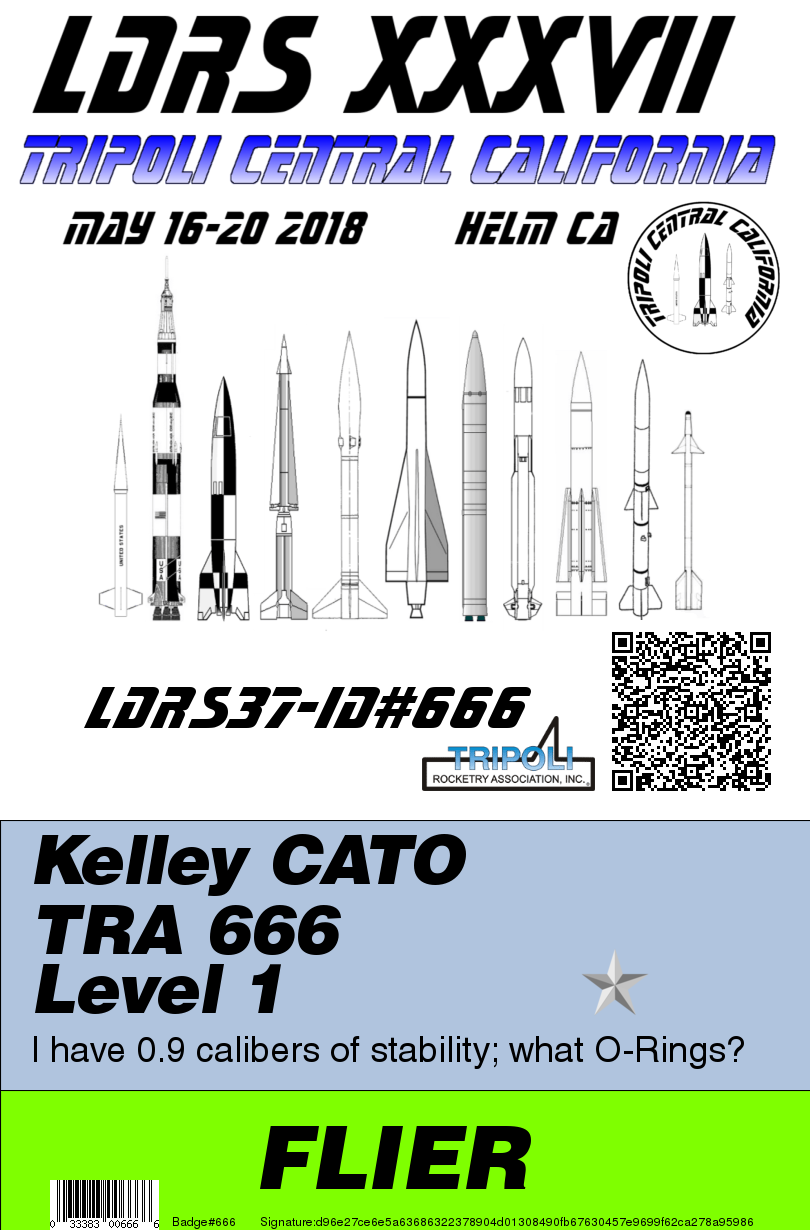 LDRS XXXVII
TRIPOLI CENTRAL CALIFORNIA
MAY 16-20 2018 HELM CA
TRIPOLI CENTRAL CALIFORNIA
UNITED STATES
USA
LDRS37-ID#666
TRIPOLI
ROCKETRY ASSOCIATION, INC.
Kelley CATO
TRA 666
Level 1
I have 0.9 calibers of stability; what O-Rings?
FLIER
0 33383 00666 6
Badge#666 Signature:d96e27ce6e5a63686322378904d01308490fb67630457e9699f62ca278a95986